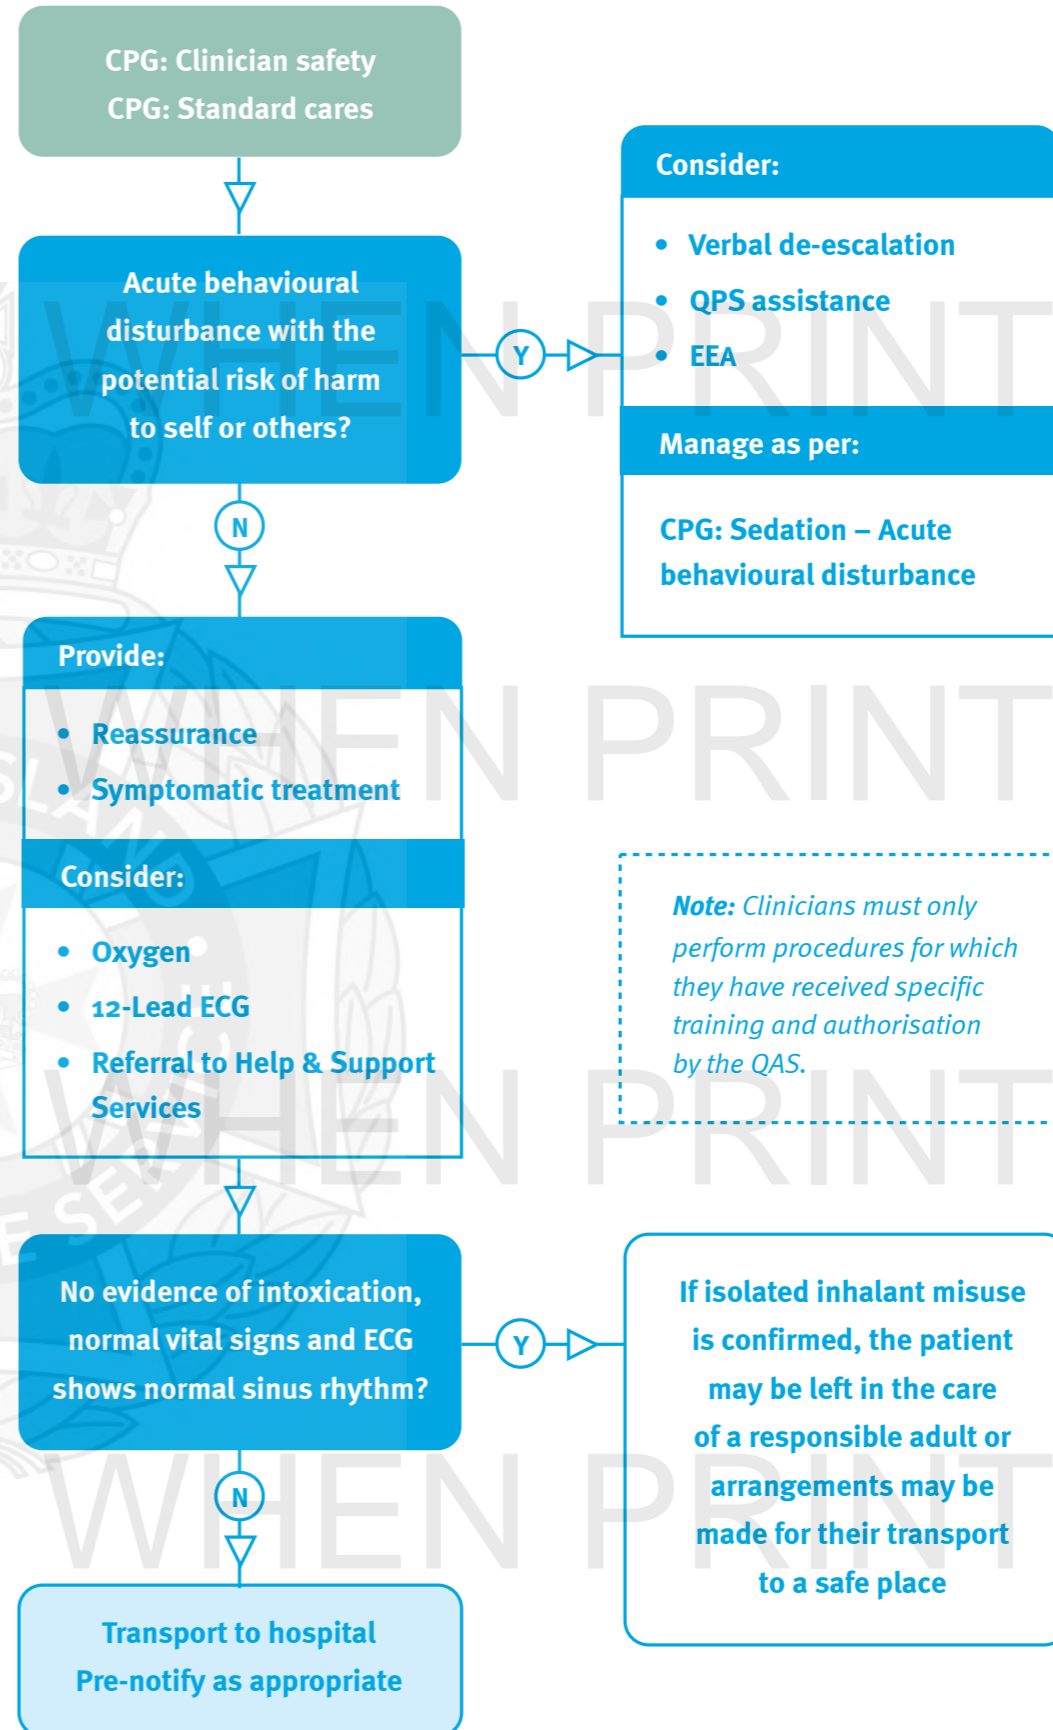 CPG: Clinician safety
CPG: Standard cares
Acute behavioural
disturbance with the
potential risk of harm
to self or others?
Y
Consider:
• Verbal de-escalation
• QPS assistance
• EEA
Manage as per:
CPG: Sedation – Acute
behavioural disturbance
N
Provide:
• Reassurance
• Symptomatic treatment
Consider:
• Oxygen
• 12-Lead ECG
• Referral to Help & Support
Services
Note: Clinicians must only
perform procedures for which
they have received specific
training and authorisation
by the QAS.
No evidence of intoxication,
normal vital signs and ECG
shows normal sinus rhythm?
Y
If isolated inhalant misuse
is confirmed, the patient
may be left in the care
of a responsible adult or
arrangements may be
made for their transport
to a safe place
N
Transport to hospital
Pre-notify as appropriate
WHEN PRINT
WHEN PRINT
WHEN PRINT
WHEN PRINT